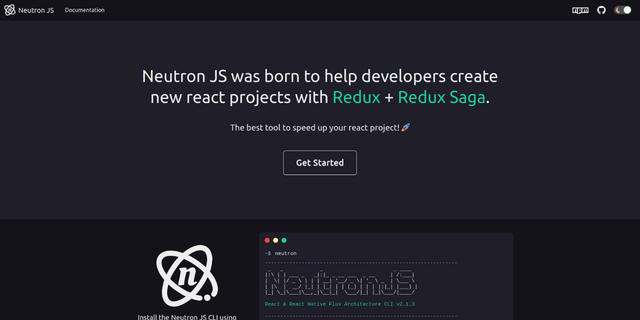 Neutron JS Documentation npm
Neutron JS was born to help developers create
new react projects with Redux + Redux Saga.
The best tool to speed up your react project! 🚀
Get Started
~$ neutron
NeutronJS
React & React Native Flux Architecture CLI v2.1.3
Install the Neutron JS CLI using